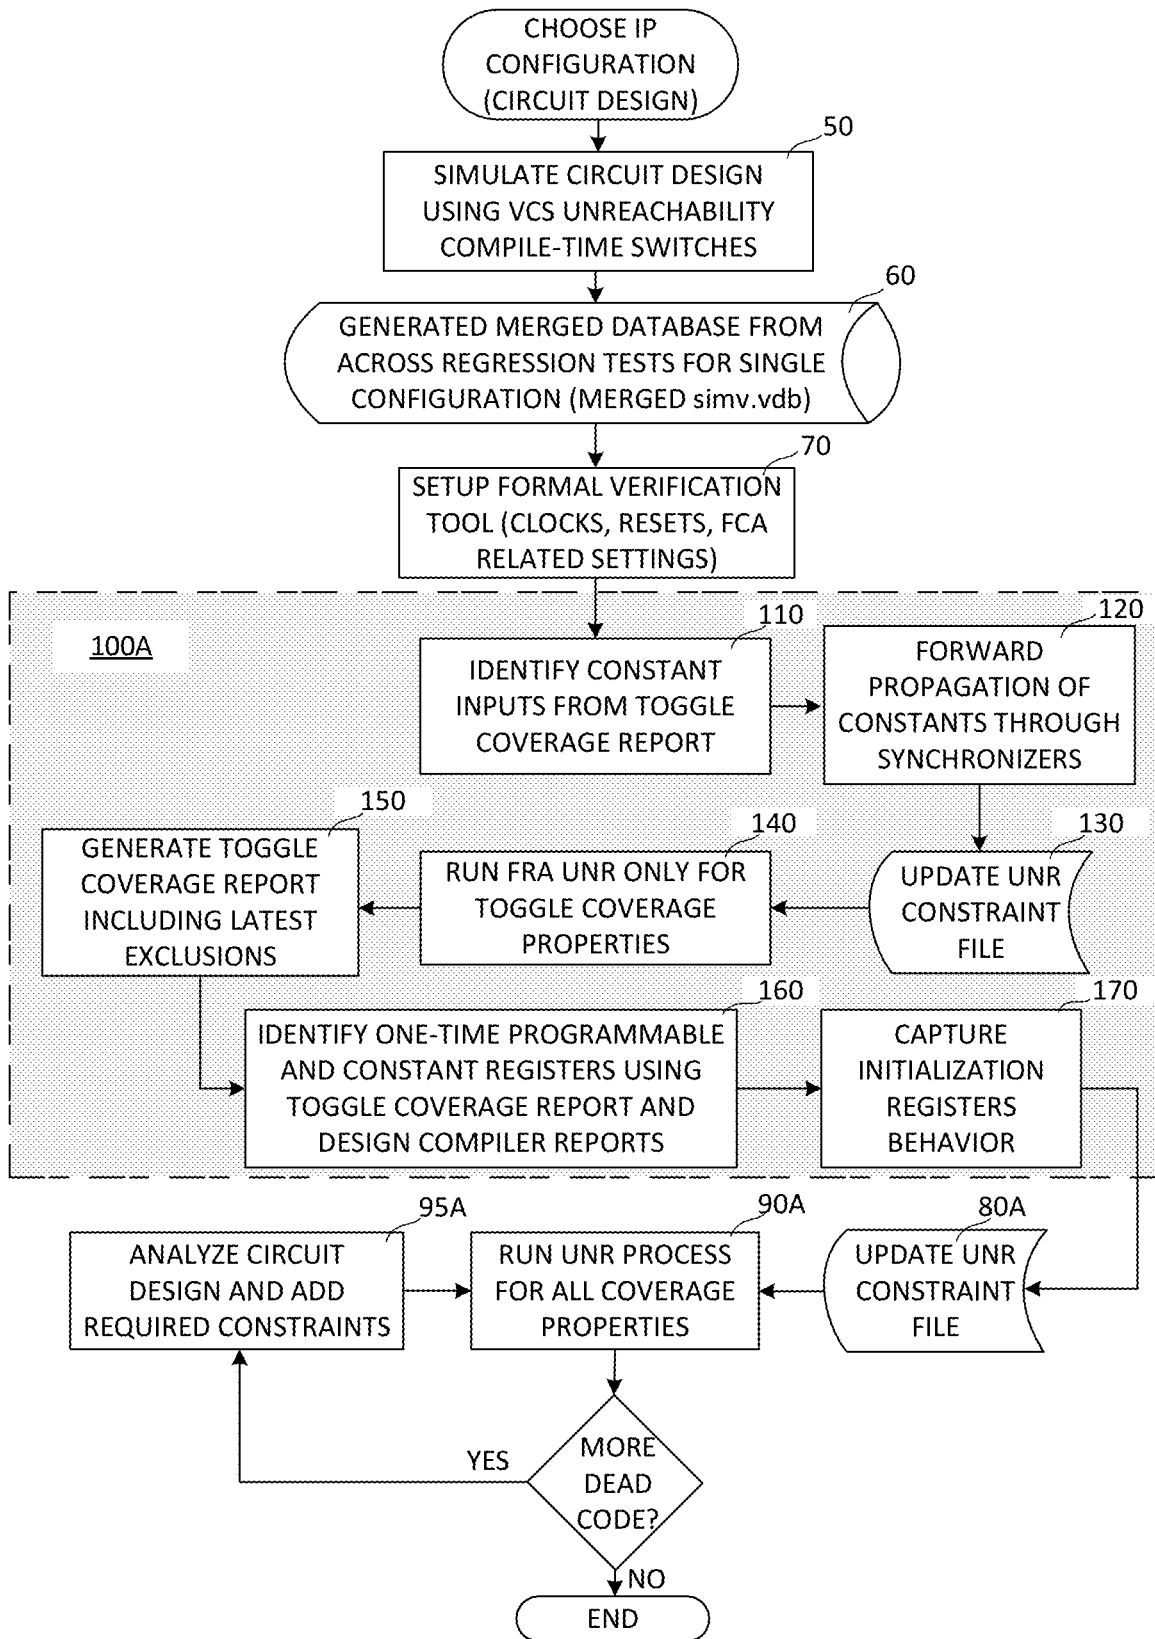 CHOOSE IP
CONFIGURATION
(CIRCUIT DESIGN)
50
SIMULATE CIRCUIT DESIGN
USING VCS UNREACHABILITY
COMPILE-TIME SWITCHES
60
GENERATED MERGED DATABASE FROM
ACROSS REGRESSION TESTS FOR SINGLE
CONFIGURATION (MERGED simv.vdb)
70
SETUP FORMAL VERIFICATION
TOOL (CLOCKS, RESETS, FCA
RELATED SETTINGS)
100A
110
IDENTIFY CONSTANT
INPUTS FROM TOGGLE
COVERAGE REPORT
120
FORWARD
PROPAGATION OF
CONSTANTS THROUGH
SYNCHRONIZERS
130
UPDATE UNR
CONSTRAINT
FILE
140
RUN FRA UNR ONLY FOR
TOGGLE COVERAGE
PROPERTIES
150
GENERATE TOGGLE
COVERAGE REPORT
INCLUDING LATEST
EXCLUSIONS
160
IDENTIFY ONE-TIME PROGRAMMABLE
AND CONSTANT REGISTERS USING
TOGGLE COVERAGE REPORT AND
DESIGN COMPILER REPORTS
170
CAPTURE
INITIALIZATION
REGISTERS
BEHAVIOR
80A
UPDATE UNR
CONSTRAINT
FILE
90A
RUN UNR PROCESS
FOR ALL COVERAGE
PROPERTIES
95A
ANALYZE CIRCUIT
DESIGN AND ADD
REQUIRED CONSTRAINTS
YES
MORE
DEAD
CODE?
NO
END